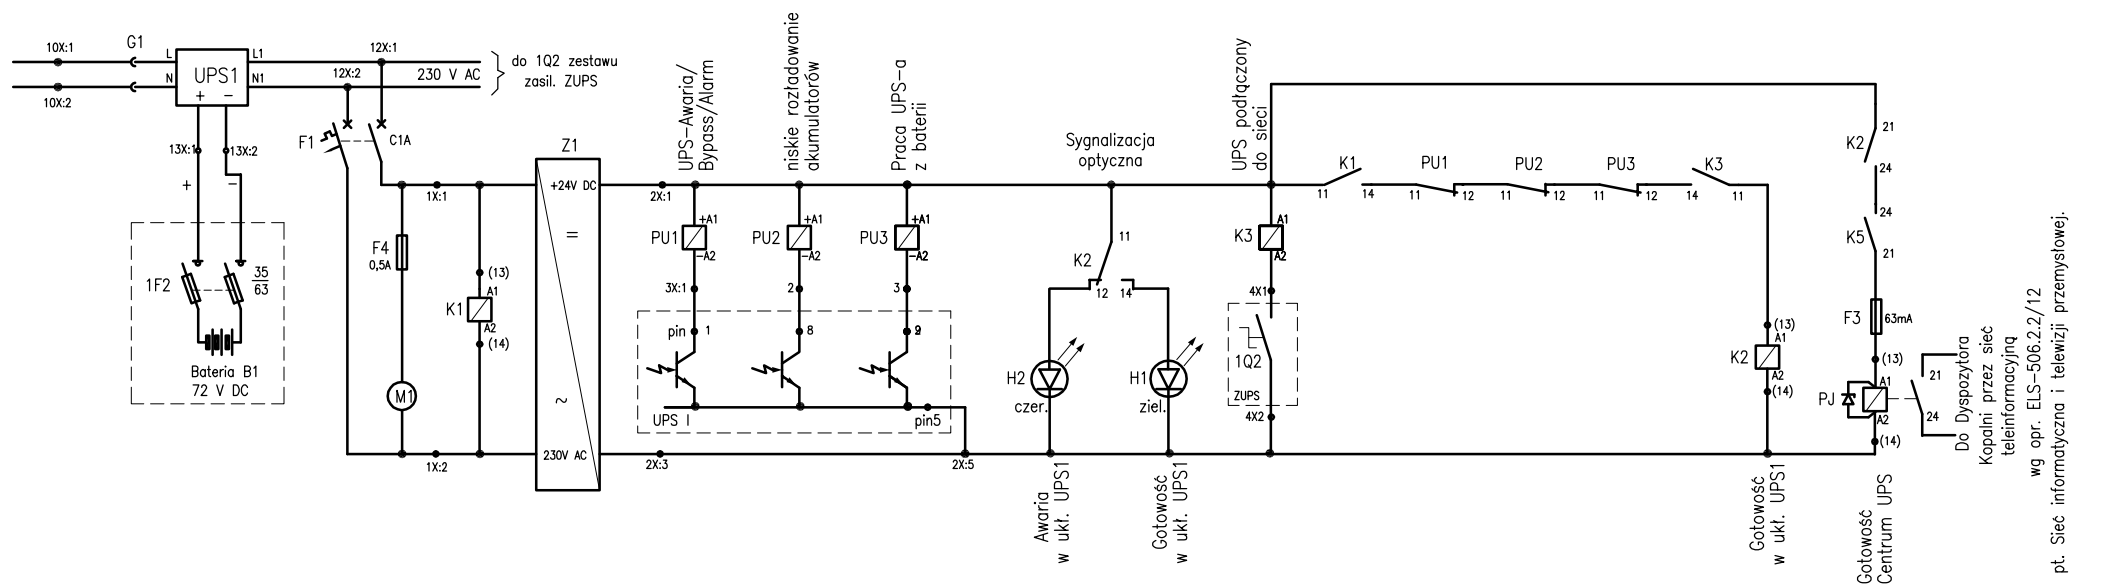 10X:1
10X:2
G1
L
N
UPS1
+ −
L1
N1
12X:1
12X:2
230 V AC
do 1Q2 zestawu
zasil. ZUPS
13X:1
13X:2
+
−
1F2
35
63
Bateria B1
72 V DC
F1
C1A
1X:1
F4
0,5A
M1
K1
(13)
A1
A2
(14)
1X:2
Z1
+24V DC
=
~
230V AC
2X:1
UPS-Awaria/
Bypass/Alarm
niskie rozładowanie
akumulatorów
Praca UPS-a
z baterii
PU1
+A1
−A2
PU2
+A1
−A2
PU3
+A1
−A2
3X:1
2
3
pin
1
8
9
UPS I
pin5
2X:3
2X:5
Sygnalizacja
optyczna
K2
11
12
14
H2
czer.
H1
ziel.
Awaria
w ukł. UPS1
Gotowość
w ukł. UPS1
UPS podłączony
do sieci
K3
A1
A2
4X1
1Q2
ZUPS
4X2
K1
11
14
PU1
11
12
PU2
11
12
PU3
11
12
K3
14
11
K2
(13)
A1
A2
(14)
Gotowość
w ukł. UPS1
K2
21
24
K5
24
21
F3
63mA
(13)
PJ
A1
A2
(14)
21
24
Gotowość
Centrum UPS
Do Dyspozytora
Kopalni przez sieć
teleinformacyjną
wg opr. ELS-506.2.2/12
pt. Sieć informatyczna i telewizji przemysłowej.